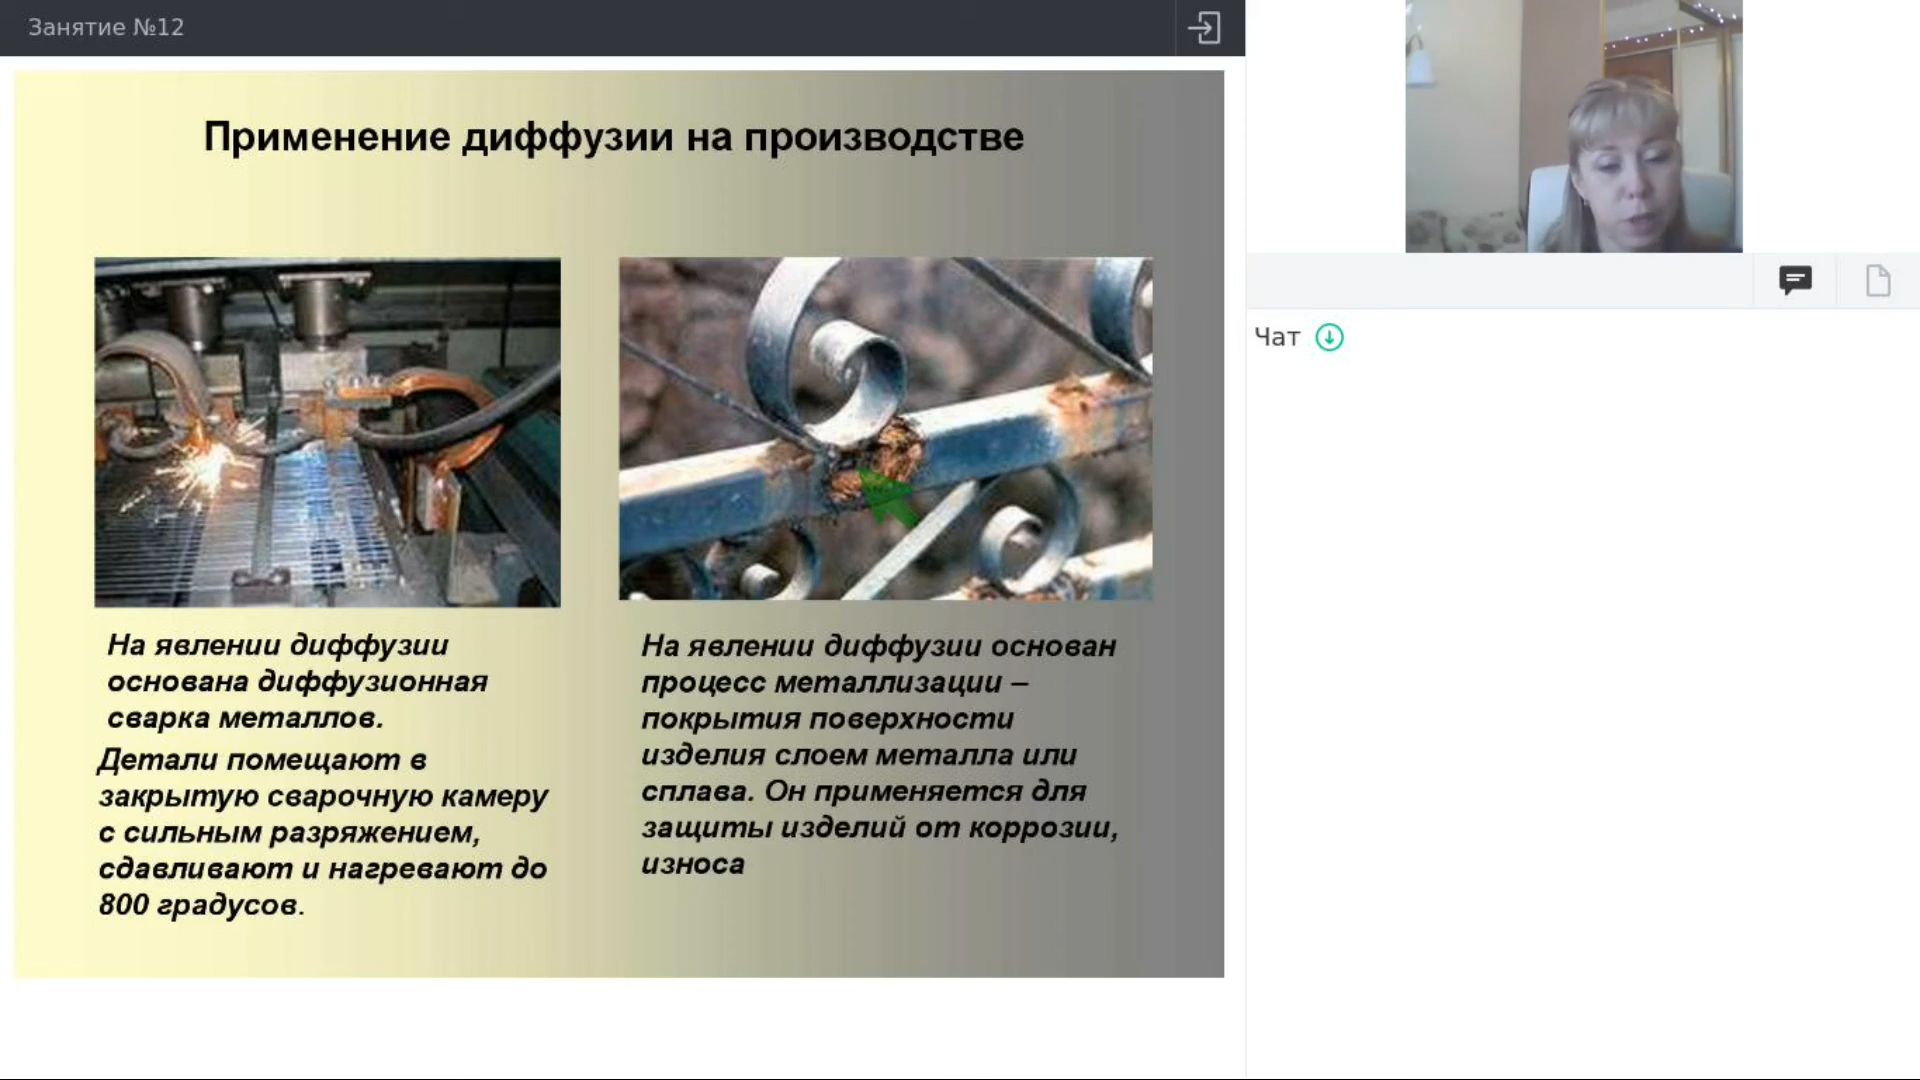 Занятие №12
Применение диффузии на производстве
На явлении диффузии
основана диффузионная
сварка металлов.
Детали помещают в
закрытую сварочную камеру
с сильным разряжением,
сдавливают и нагревают до
800 градусов.
На явлении диффузии основан
процесс металлизации –
покрытия поверхности
изделия слоем металла или
сплава. Он применяется для
защиты изделий от коррозии,
износа
Чат